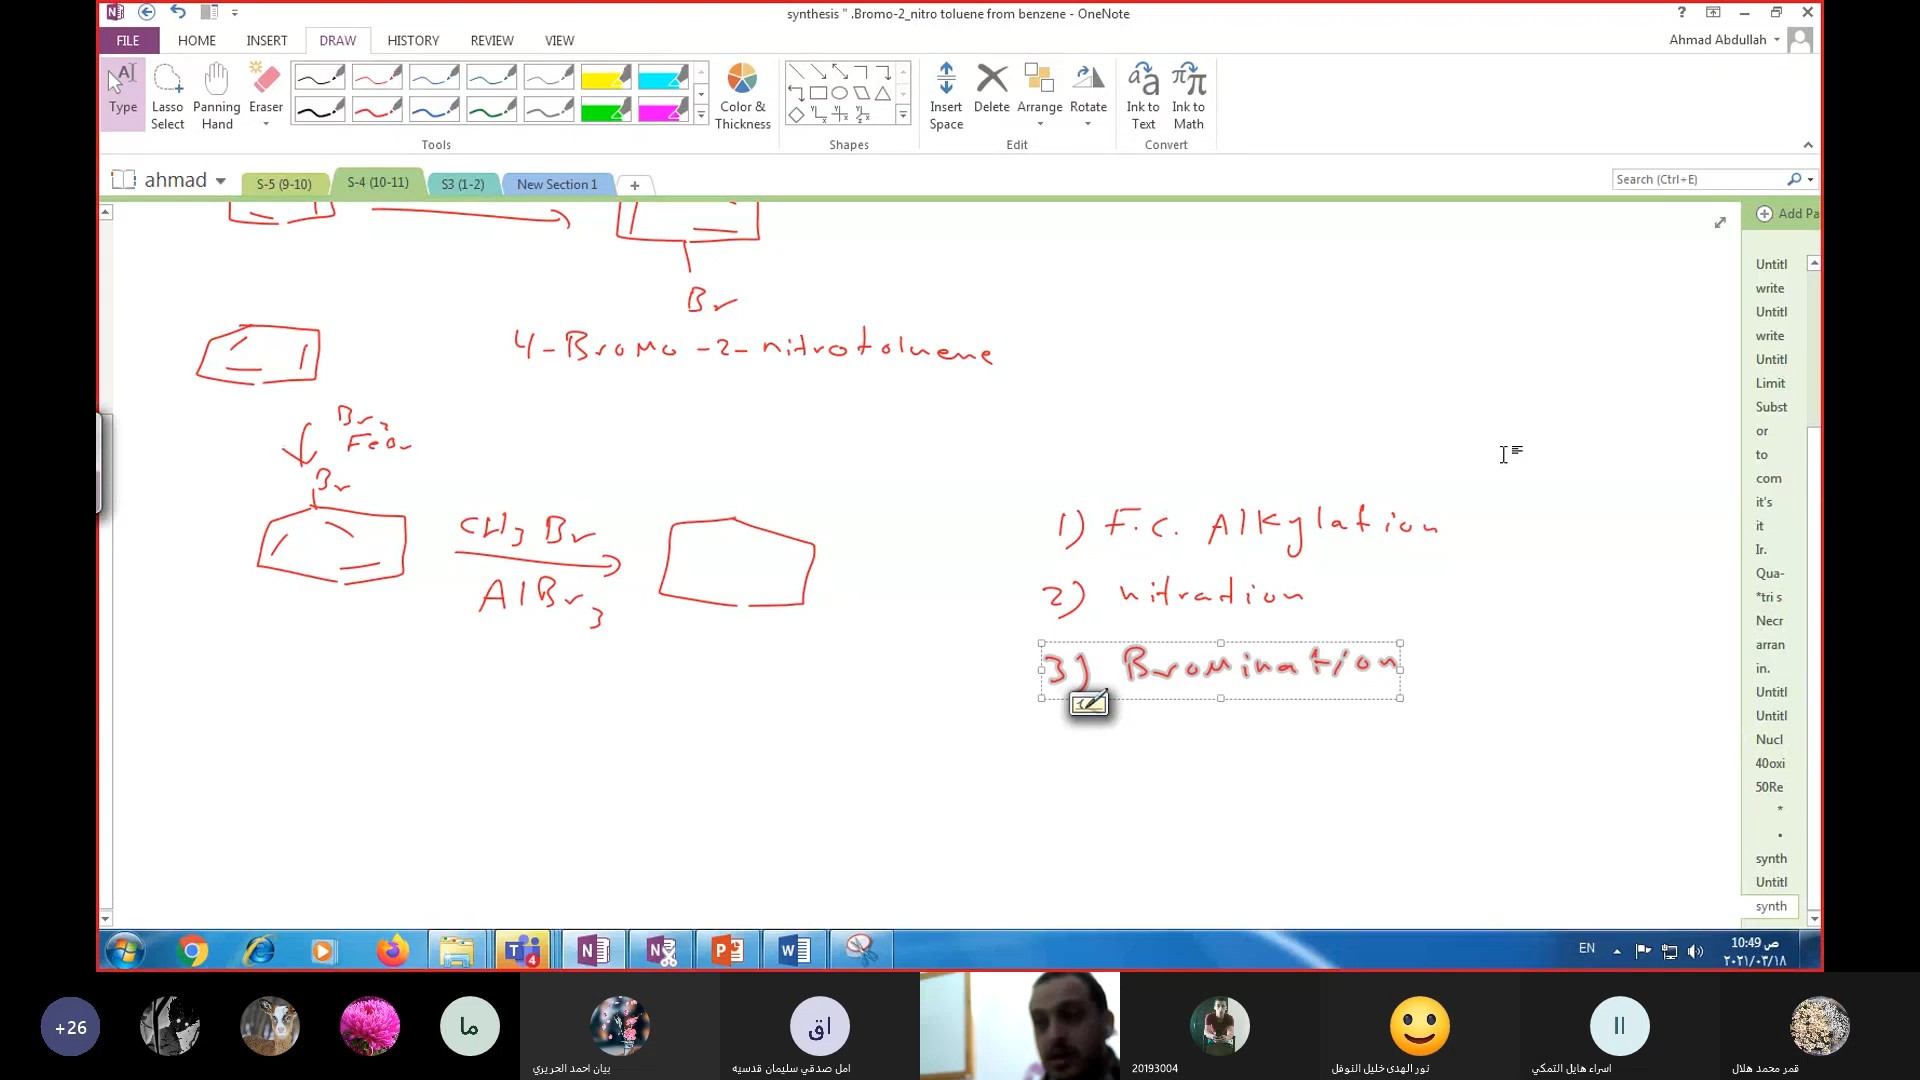 synthesis " .Bromo-2_nitro toluene from benzene - OneNote
FILE HOME INSERT DRAW HISTORY REVIEW VIEW
Ahmad Abdullah
Type
Lasso Select
Panning Hand
Eraser
Color & Thickness
Insert Space
Delete
Arrange
Rotate
Ink to Text
Ink to Math
Tools
Shapes
Edit
Convert
ahmad
S-5 (9-10)
S-4 (10-11)
S3 (1-2)
New Section 1
Search (Ctrl+E)
Add Pa
Br
4-Bromo-2-nitrotoluene
Br2
Br
CH3 Br
AlBr3
1) F.C. Alkylation
2) nitration
3) Bromination
Untitl
write
Untitl
write
Untitl
Limit
Subst
or
to
com
it's
it
Ir.
Qua-
*tri s
Necr
arran
in.
Untitl
Untitl
Nucl
40oxi
50Re
*
•
synth
Untitl
synth
EN
10:49 ص
٢٠٢١/٠٣/١٨
+26
ما
اق
بيان احمد الحريري
امل صدقي سليمان قدسيه
20193004
نور الهدى خليل النوفل
اسراء هايل التمكي
قمر محمد هلال